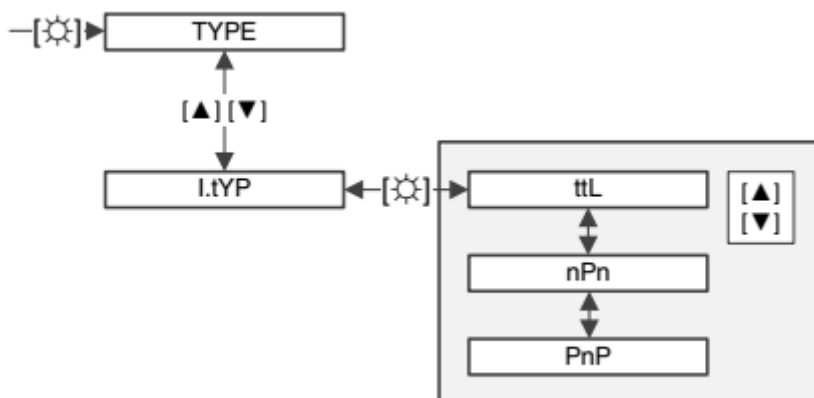 [☼] TYPE
[▲] [▼]
I.tYP [☼] ttL [▲]
[▼]
nPn
PnP